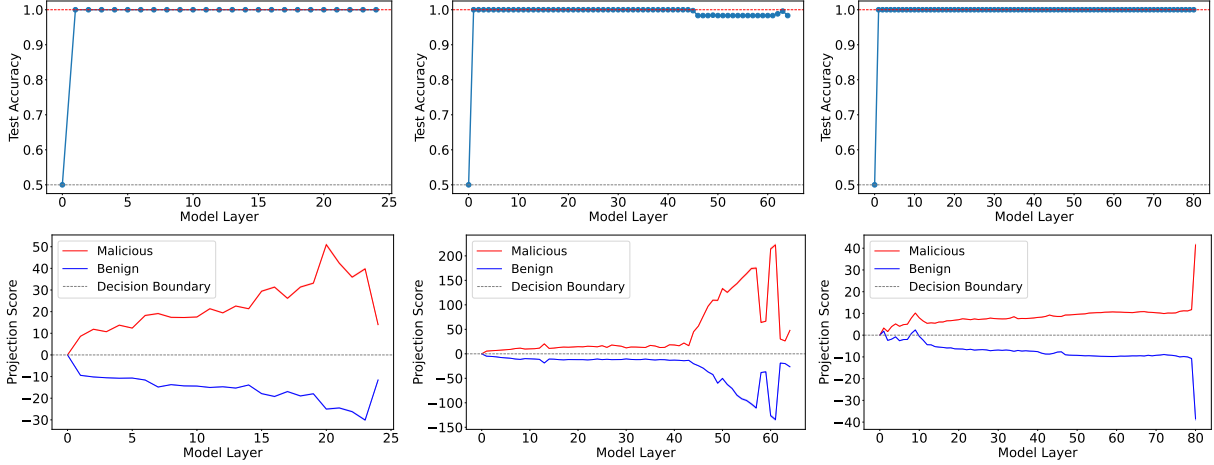 1.0
0.9
0.8
0.7
0.6
0.5
Test Accuracy
0 5 10 15 20 25
Model Layer
1.0
0.9
0.8
0.7
0.6
0.5
Test Accuracy
0 10 20 30 40 50 60
Model Layer
1.0
0.9
0.8
0.7
0.6
0.5
Test Accuracy
0 10 20 30 40 50 60 70 80
Model Layer
50
40
30
20
10
0
−10
−20
−30
Projection Score
Malicious
Benign
Decision Boundary
0 5 10 15 20 25
Model Layer
200
150
100
50
0
−50
−100
−150
Projection Score
Malicious
Benign
Decision Boundary
0 10 20 30 40 50 60
Model Layer
40
30
20
10
0
−10
−20
−30
−40
Projection Score
Malicious
Benign
Decision Boundary
0 10 20 30 40 50 60 70 80
Model Layer